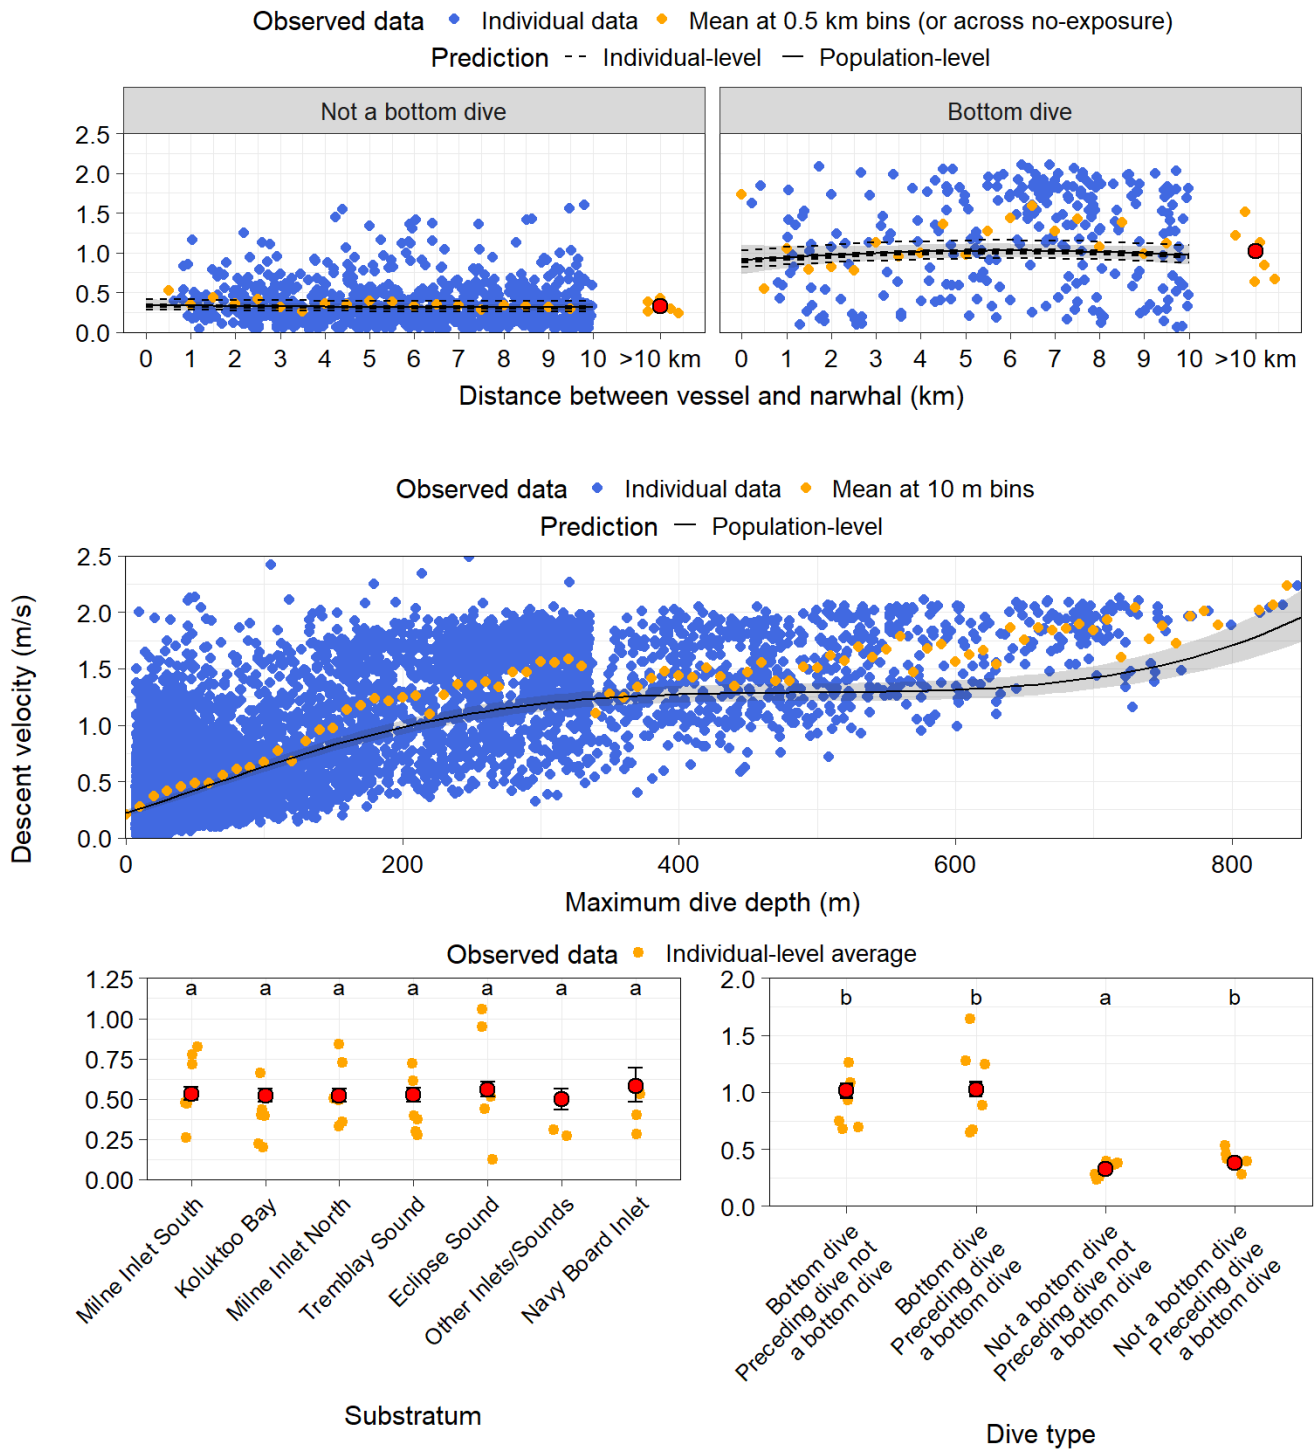 Observed data Individual data Mean at 0.5 km bins (or across no-exposure)
Prediction Individual-level Population-level
Not a bottom dive
Bottom dive
2.5
2.0
1.5
1.0
0.5
0.0
0 1 2 3 4 5 6 7 8 9 10 >10 km
0 1 2 3 4 5 6 7 8 9 10 >10 km
Distance between vessel and narwhal (km)
Observed data Individual data Mean at 10 m bins
Prediction Population-level
Descent velocity (m/s)
2.5
2.0
1.5
1.0
0.5
0.0
0 200 400 600 800
Maximum dive depth (m)
Observed data Individual-level average
1.25
1.00
0.75
0.50
0.25
0.00
a a a a a a a
Milne Inlet South
Koluktoo Bay
Milne Inlet North
Tremblay Sound
Eclipse Sound
Other Inlets/Sounds
Navy Board Inlet
Substratum
2.0
1.5
1.0
0.5
0.0
b b a b
Bottom dive
Preceding dive not
a bottom dive
Bottom dive
Preceding dive
a bottom dive
Not a bottom dive
Preceding dive not
a bottom dive
Not a bottom dive
Preceding dive
a bottom dive
Dive type